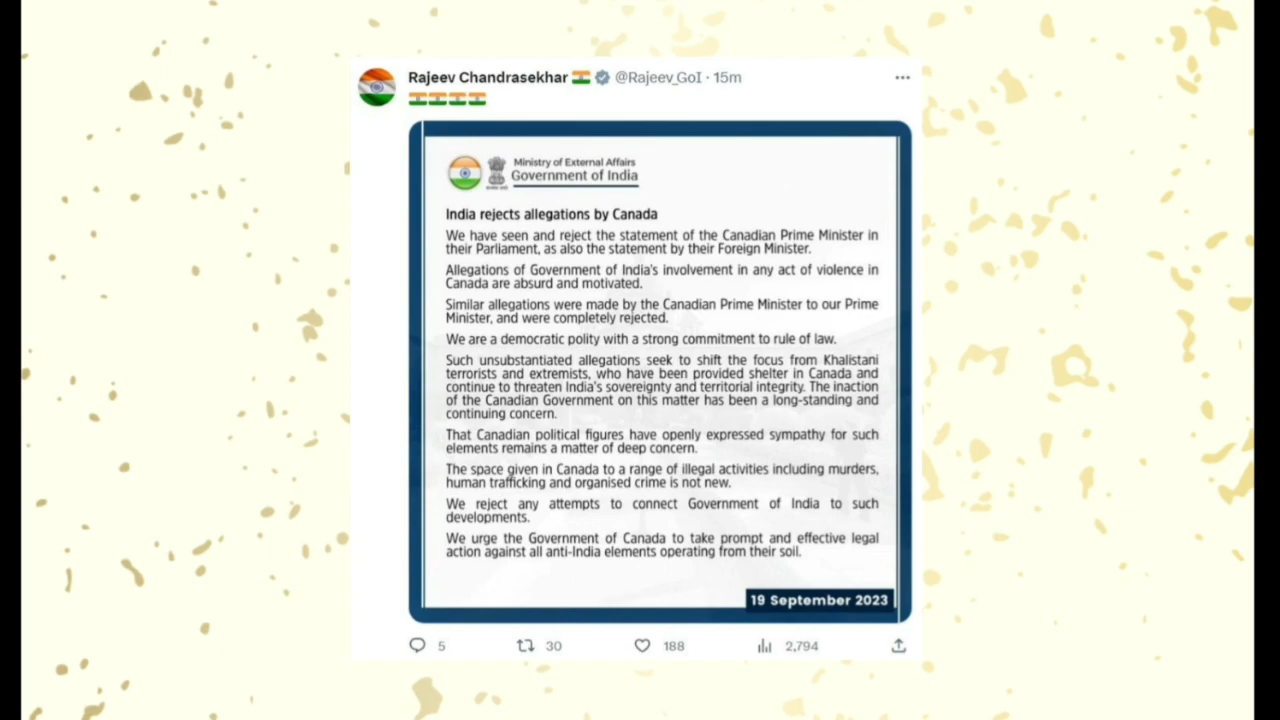 Rajeev Chandrasekhar 🇮🇳 @Rajeev_GoI · 15m
🇮🇳🇮🇳🇮🇳🇮🇳
Ministry of External Affairs
Government of India
India rejects allegations by Canada
We have seen and reject the statement of the Canadian Prime Minister in
their Parliament, as also the statement by their Foreign Minister.
Allegations of Government of India's involvement in any act of violence in
Canada are absurd and motivated.
Similar allegations were made by the Canadian Prime Minister to our Prime
Minister, and were completely rejected.
We are a democratic polity with a strong commitment to rule of law.
Such unsubstantiated allegations seek to shift the focus from Khalistani
terrorists and extremists, who have been provided shelter in Canada and
continue to threaten India's sovereignty and territorial integrity. The inaction
of the Canadian Government on this matter has been a long-standing and
continuing concern.
That Canadian political figures have openly expressed sympathy for such
elements remains a matter of deep concern.
The space given in Canada to a range of illegal activities including murders,
human trafficking and organised crime is not new.
We reject any attempts to connect Government of India to such
developments.
We urge the Government of Canada to take prompt and effective legal
action against all anti-India elements operating from their soil.
19 September 2023
5 30 188 2,794